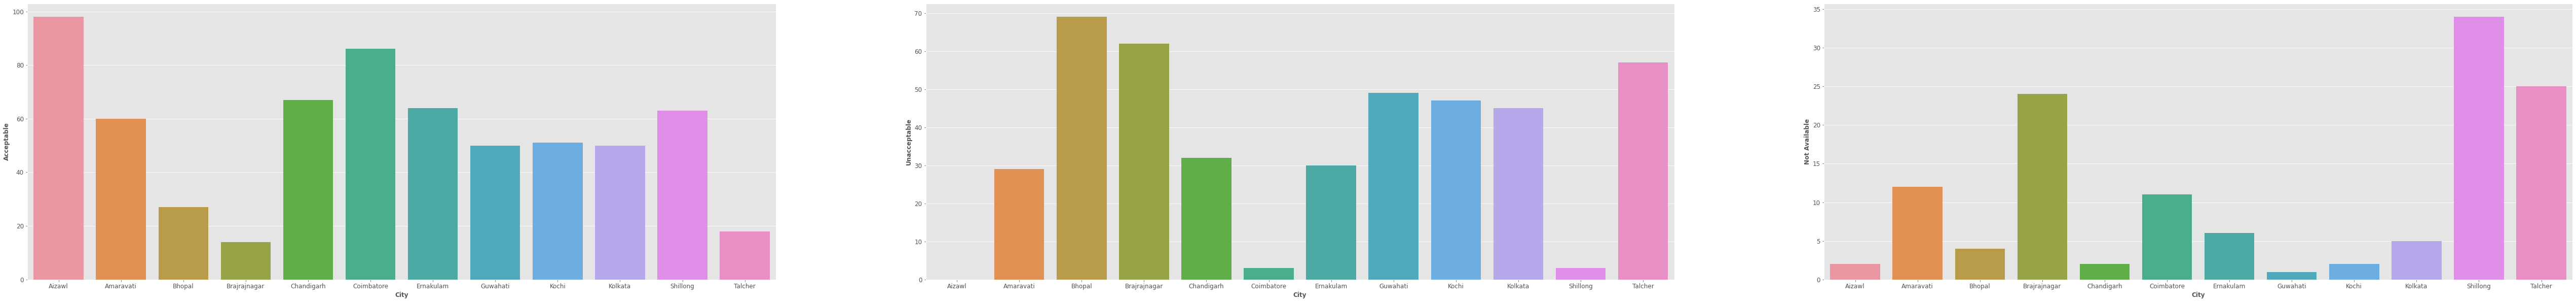 100
80
60
40
20
0
Acceptable
Aizawl Amaravati Bhopal Brajrajnagar Chandigarh Coimbatore Ernakulam Guwahati Kochi Kolkata Shillong Talcher
City
70
60
50
40
30
20
10
0
Unacceptable
Aizawl Amaravati Bhopal Brajrajnagar Chandigarh Coimbatore Ernakulam Guwahati Kochi Kolkata Shillong Talcher
City
35
30
25
20
15
10
5
0
Not Available
Aizawl Amaravati Bhopal Brajrajnagar Chandigarh Coimbatore Ernakulam Guwahati Kochi Kolkata Shillong Talcher
City